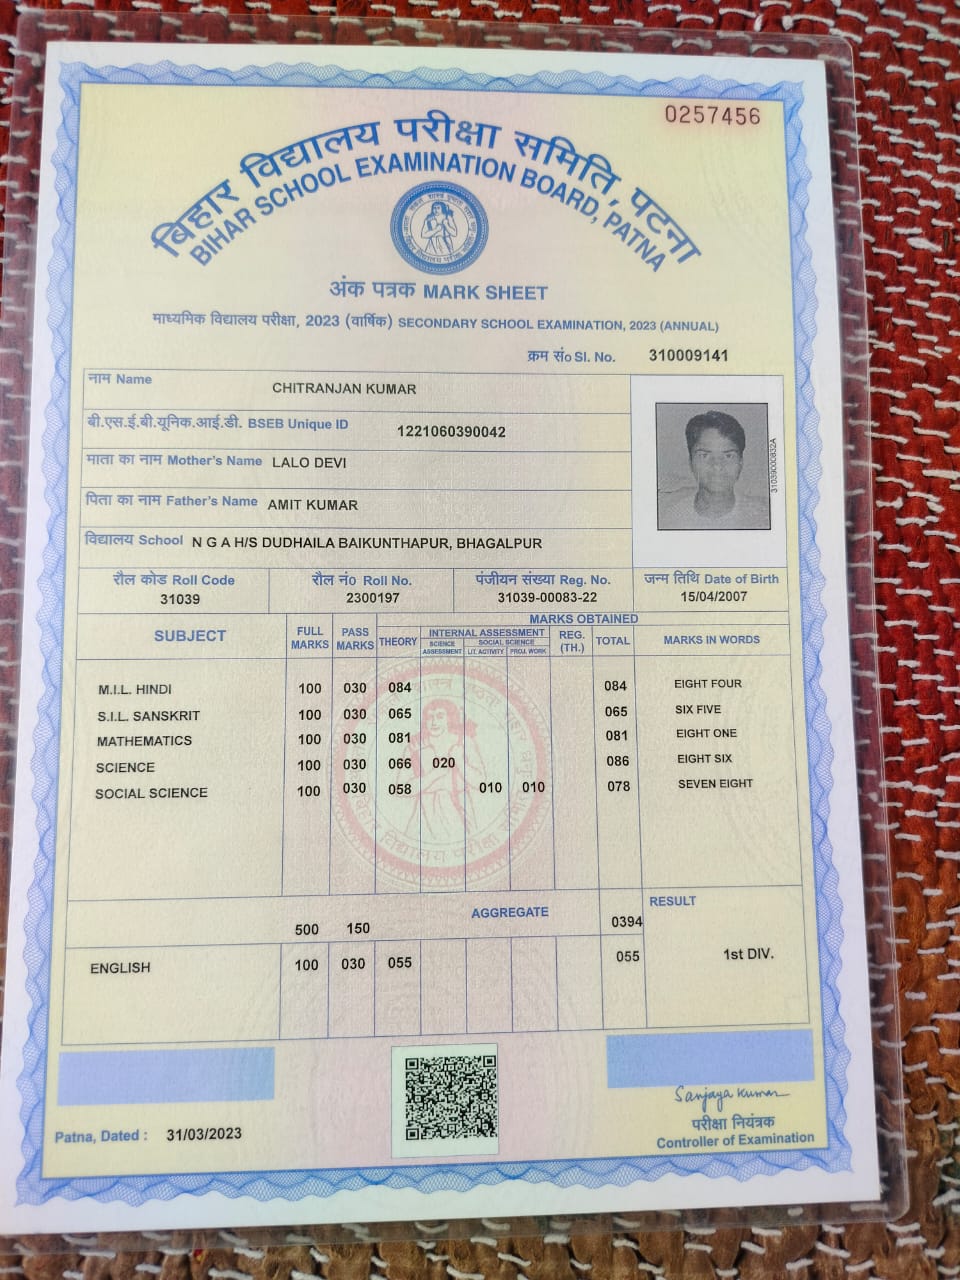 0257456
बिहार विद्यालय परीक्षा समिति, पटना
BIHAR SCHOOL EXAMINATION BOARD, PATNA
अंक पत्रक MARK SHEET
माध्यमिक विद्यालय परीक्षा, 2023 (वार्षिक) SECONDARY SCHOOL EXAMINATION, 2023 (ANNUAL)
क्रम सं० Sl. No. 310009141
नाम Name CHITRANJAN KUMAR
बी.एस.ई.बी.यूनिक.आई.डी. BSEB Unique ID 1221060390042
माता का नाम Mother's Name LALO DEVI
पिता का नाम Father's Name AMIT KUMAR
विद्यालय School N G A H/S DUDHAILA BAIKUNTHAPUR, BHAGALPUR
31039000832A
रौल कोड Roll Code रौल नं० Roll No. पंजीयन संख्या Reg. No. जन्म तिथि Date of Birth
31039 2300197 31039-00083-22 15/04/2007
MARKS OBTAINED
SUBJECT FULL MARKS PASS MARKS THEORY INTERNAL ASSESSMENT REG. (TH.) TOTAL MARKS IN WORDS
SCIENCE ASSESSMENT SOCIAL SCIENCE LIT. ACTIVITY PROJ. WORK
M.I.L. HINDI 100 030 084 084 EIGHT FOUR
S.I.L. SANSKRIT 100 030 065 065 SIX FIVE
MATHEMATICS 100 030 081 081 EIGHT ONE
SCIENCE 100 030 066 020 086 EIGHT SIX
SOCIAL SCIENCE 100 030 058 010 010 078 SEVEN EIGHT
बिहार विद्यालय परीक्षा समिति
500 150 AGGREGATE 0394 RESULT
ENGLISH 100 030 055 055 1st DIV.
Sanjaya Kumar
परीक्षा नियंत्रक
Patna, Dated : 31/03/2023 Controller of Examination